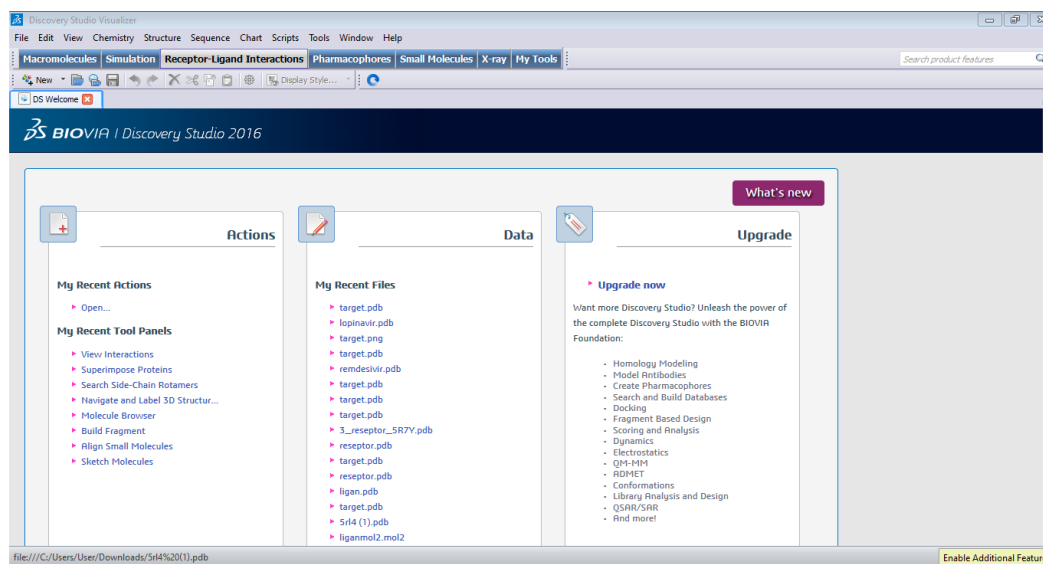 Discovery Studio Visualizer
File Edit View Chemistry Structure Sequence Chart Scripts Tools Window Help
Macromolecules Simulation Receptor-Ligand Interactions Pharmacophores Small Molecules X-ray My Tools
Search product features
New Display Style...
DS Welcome
3S BIOVIA | Discovery Studio 2016
What's new
Actions
My Recent Actions
Open...
My Recent Tool Panels
View Interactions
Superimpose Proteins
Search Side-Chain Rotamers
Navigate and Label 3D Structur...
Molecule Browser
Build Fragment
Align Small Molecules
Sketch Molecules
Data
My Recent Files
target.pdb
lopinavir.pdb
target.png
target.pdb
remdesivir.pdb
target.pdb
target.pdb
target.pdb
3_reseptor_5R7Y.pdb
reseptor.pdb
target.pdb
reseptor.pdb
ligan.pdb
target.pdb
5rl4 (1).pdb
liganmol2.mol2
Upgrade
Upgrade now
Want more Discovery Studio? Unleash the power of
the complete Discovery Studio with the BIOVIA
Foundation:
• Homology Modeling
• Model Antibodies
• Create Pharmacophores
• Search and Build Databases
• Docking
• Fragment Based Design
• Scoring and Analysis
• Dynamics
• Electrostatics
• QM-MM
• ADMET
• Conformations
• Library Analysis and Design
• QSAR/SAR
• And more!
file:///C:/Users/User/Downloads/5rl4%20(1).pdb
Enable Additional Featur